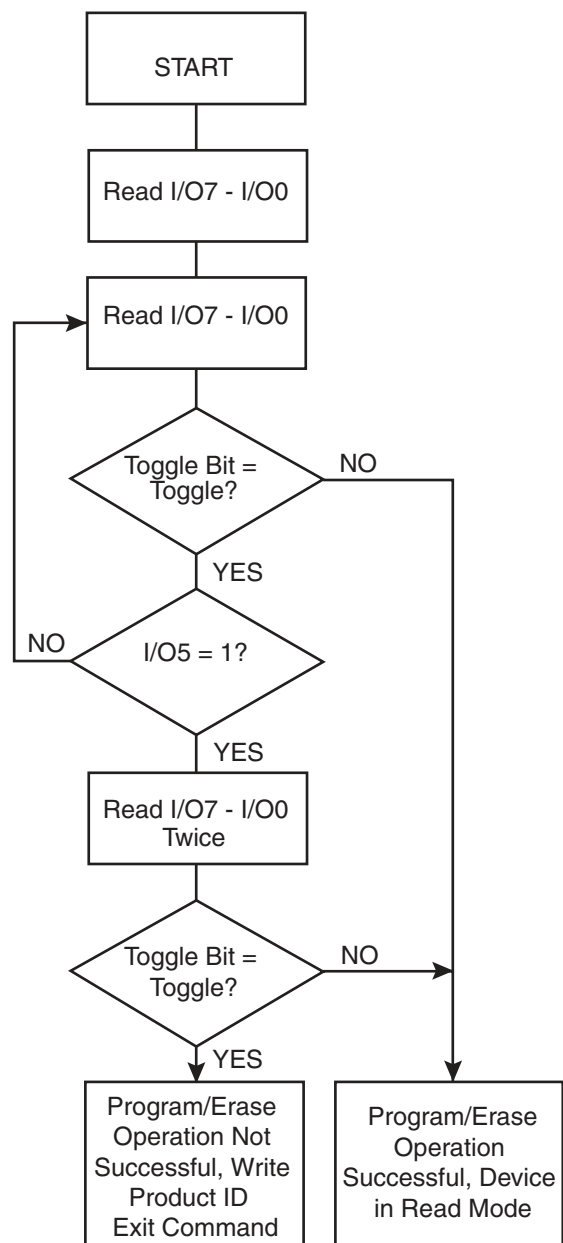 START
Read I/O7 - I/O0
Read I/O7 - I/O0
Toggle Bit =
Toggle?
NO
YES
NO
I/O5 = 1?
YES
Read I/O7 - I/O0
Twice
Toggle Bit =
Toggle?
NO
YES
Program/Erase
Operation Not
Successful, Write
Product ID
Exit Command
Program/Erase
Operation
Successful, Device
in Read Mode